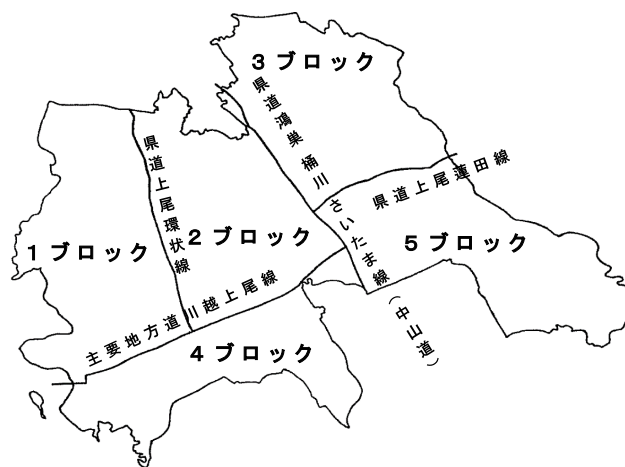 3 ブロック
県道鴻巣桶川さいたま線(中山道)
県道上尾環状線
県道上尾蓮田線
1 ブロック
2 ブロック
5 ブロック
主要地方道川越上尾線
4 ブロック